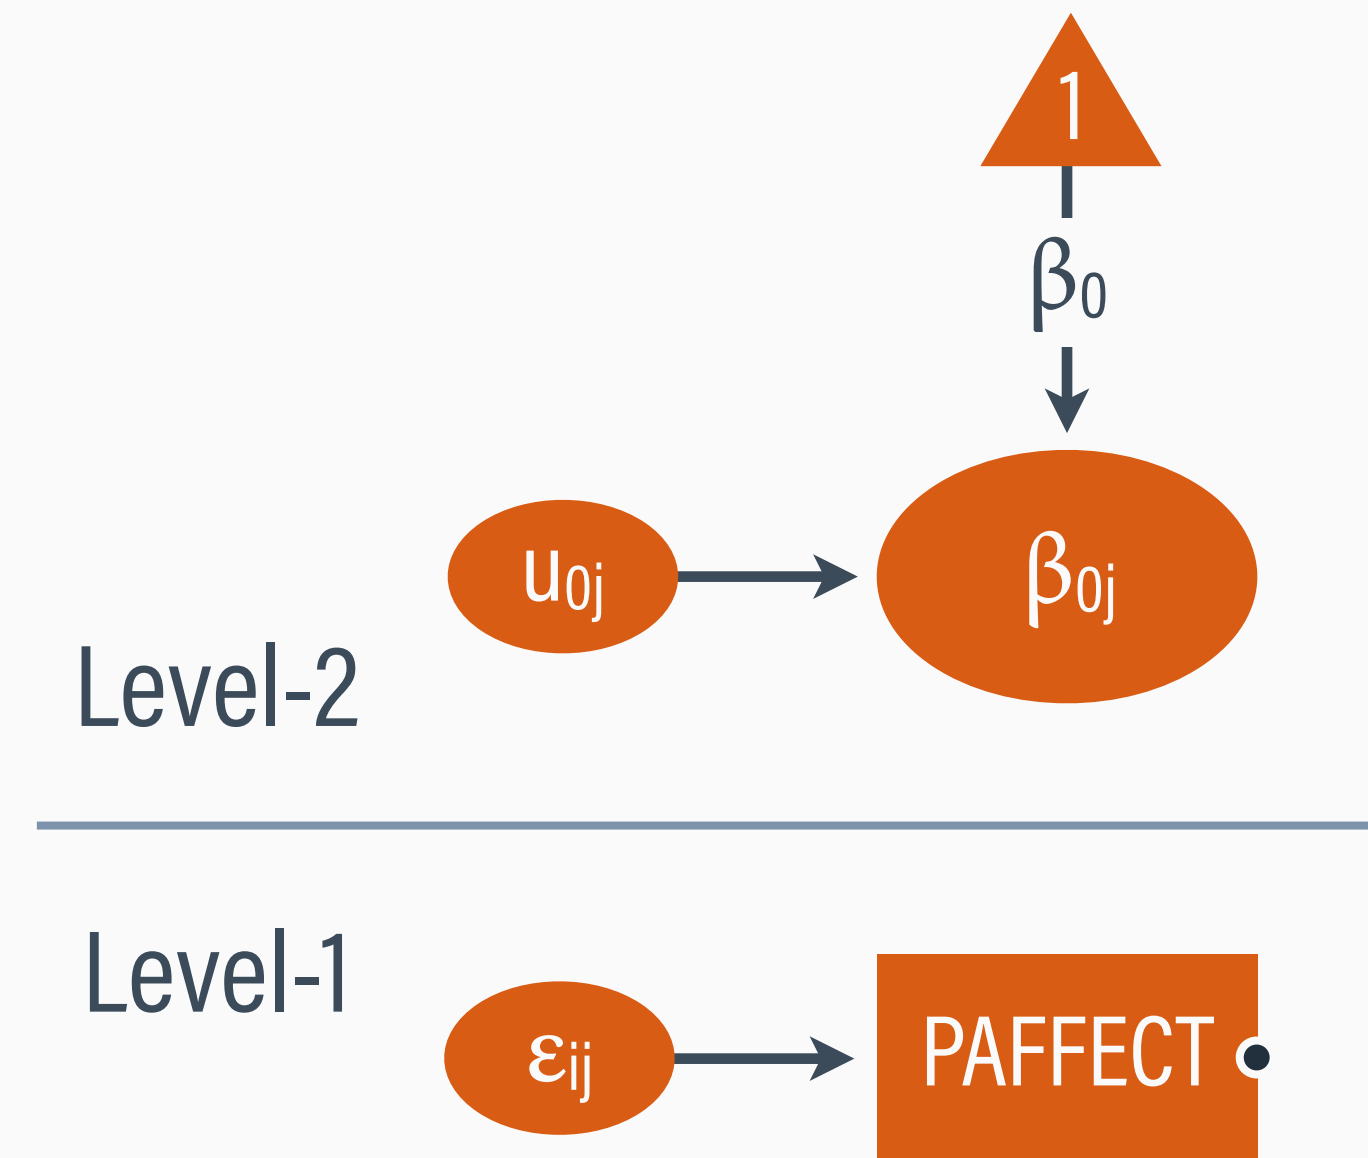 1
β₀
u₀ⱼ
β₀ⱼ
Level-2
Level-1
εᵢⱼ
PAFFECT